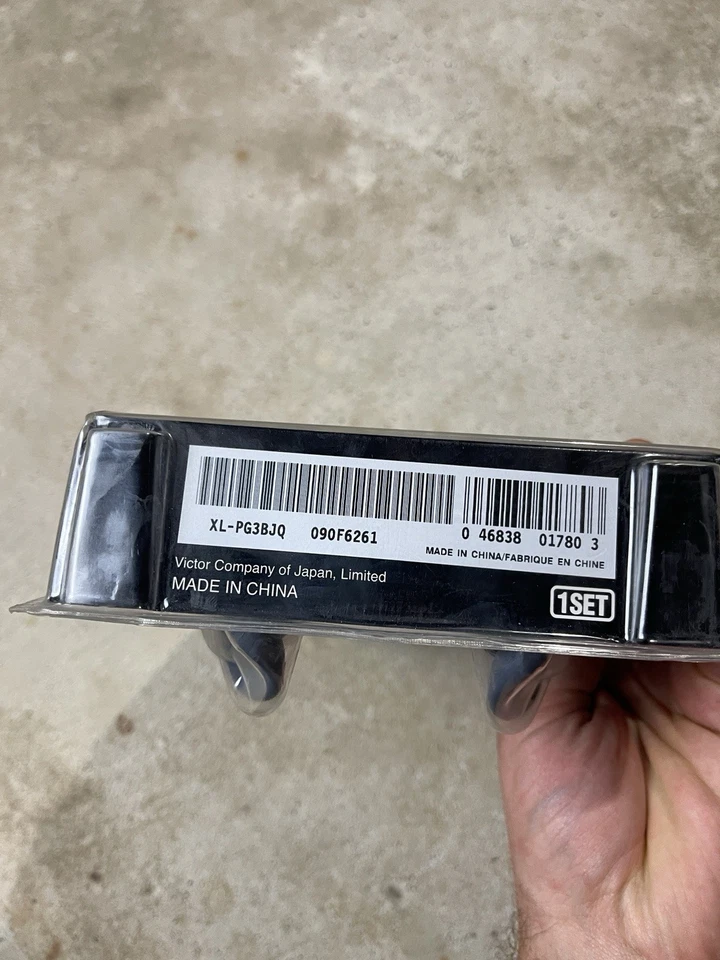 XL-PG3BJQ 090F6261
0 46838 01780 3
MADE IN CHINA/FABRIQUE EN CHINE
Victor Company of Japan, Limited
MADE IN CHINA
1SET